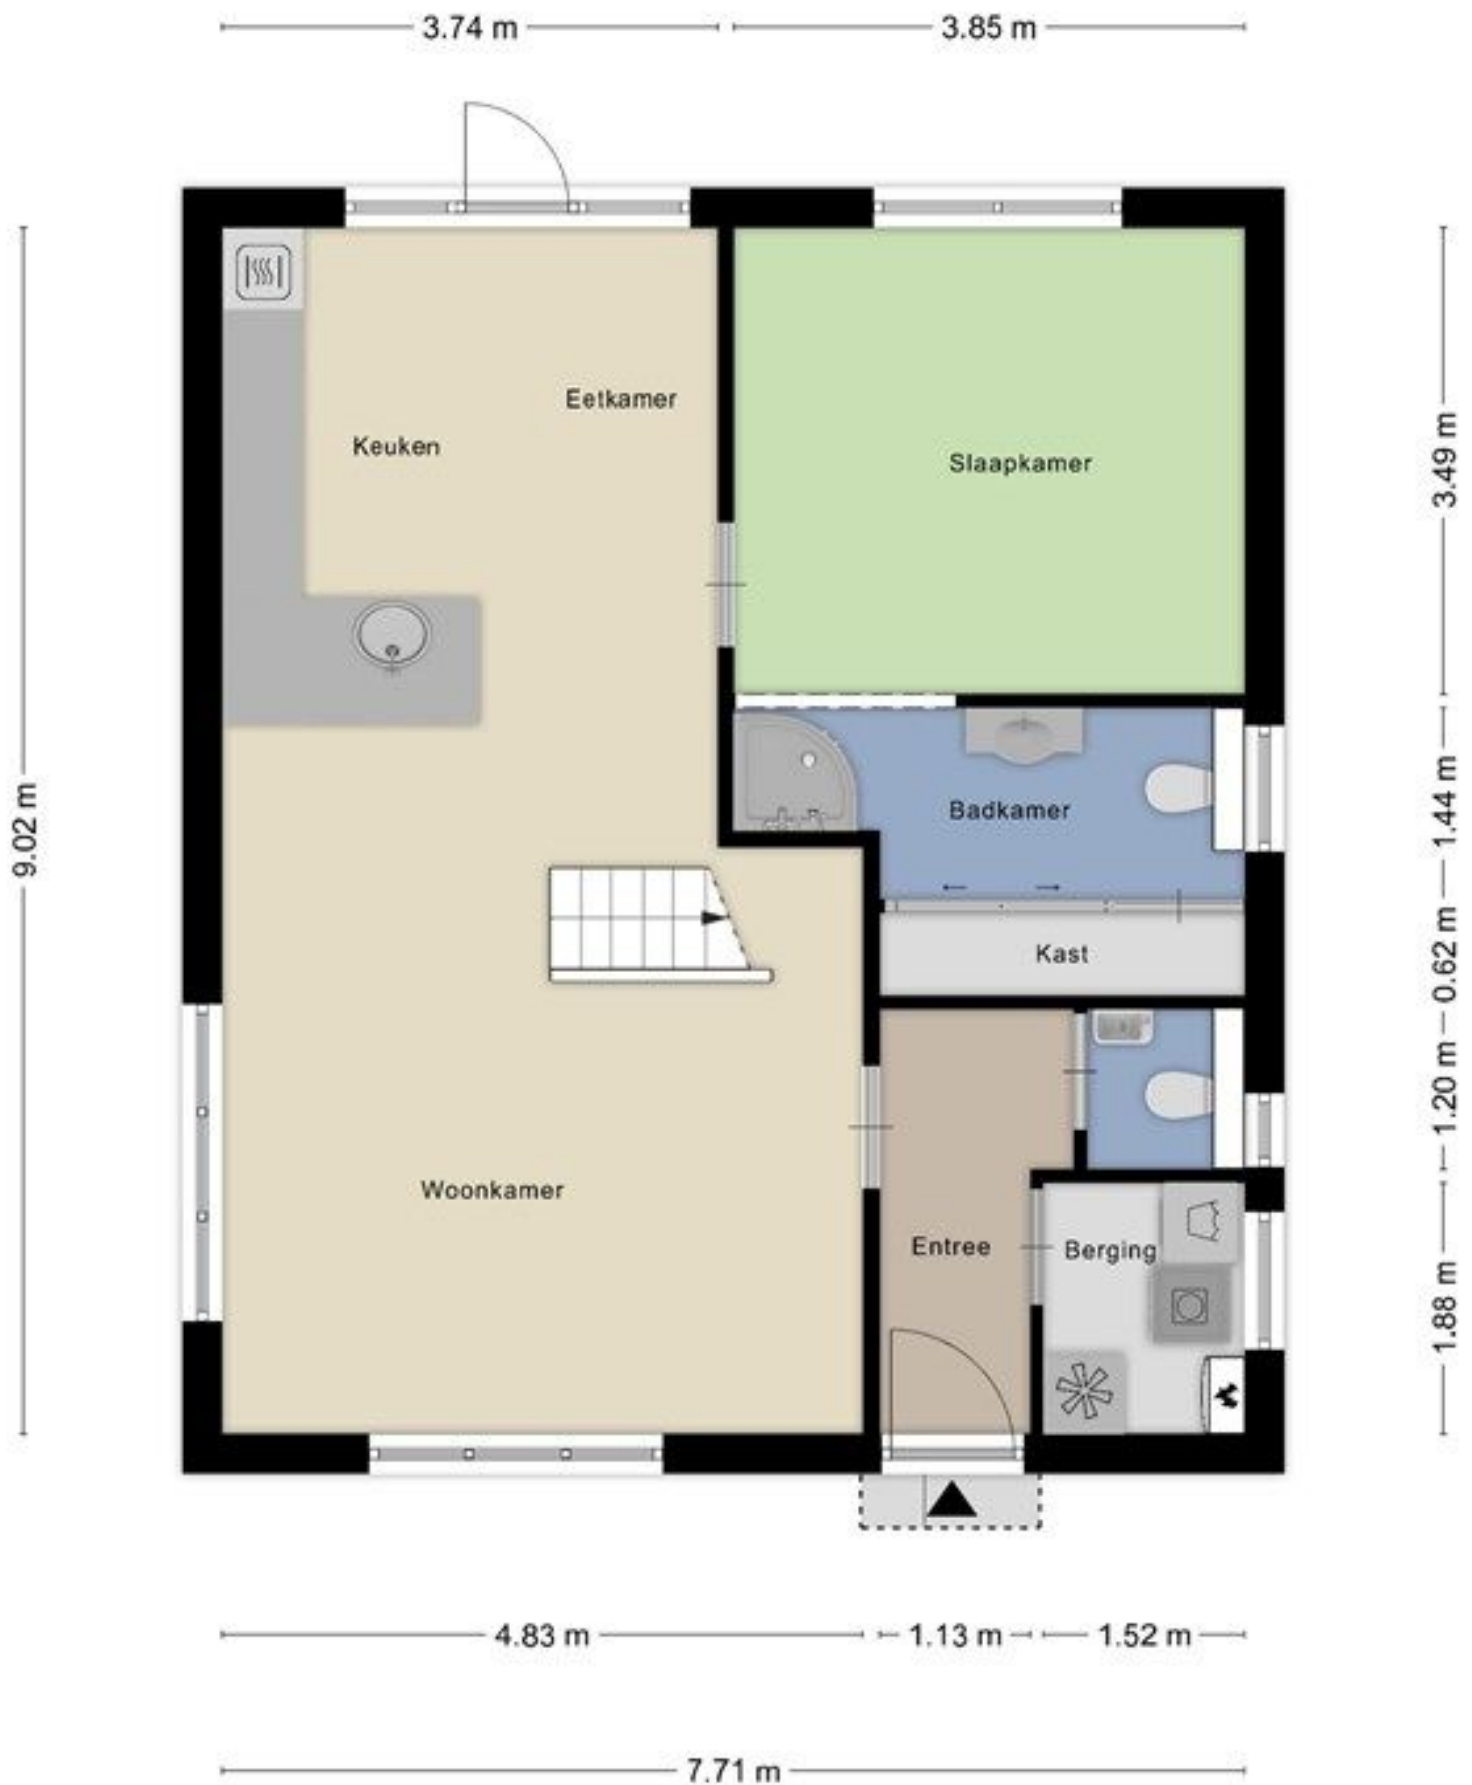 3.74 m
3.85 m
Eetkamer
Keuken
Slaapkamer
3.49 m
9.02 m
Badkamer
1.44 m
Kast
0.62 m
1.20 m
Woonkamer
Entree
Berging
1.88 m
4.83 m
1.13 m
1.52 m
7.71 m